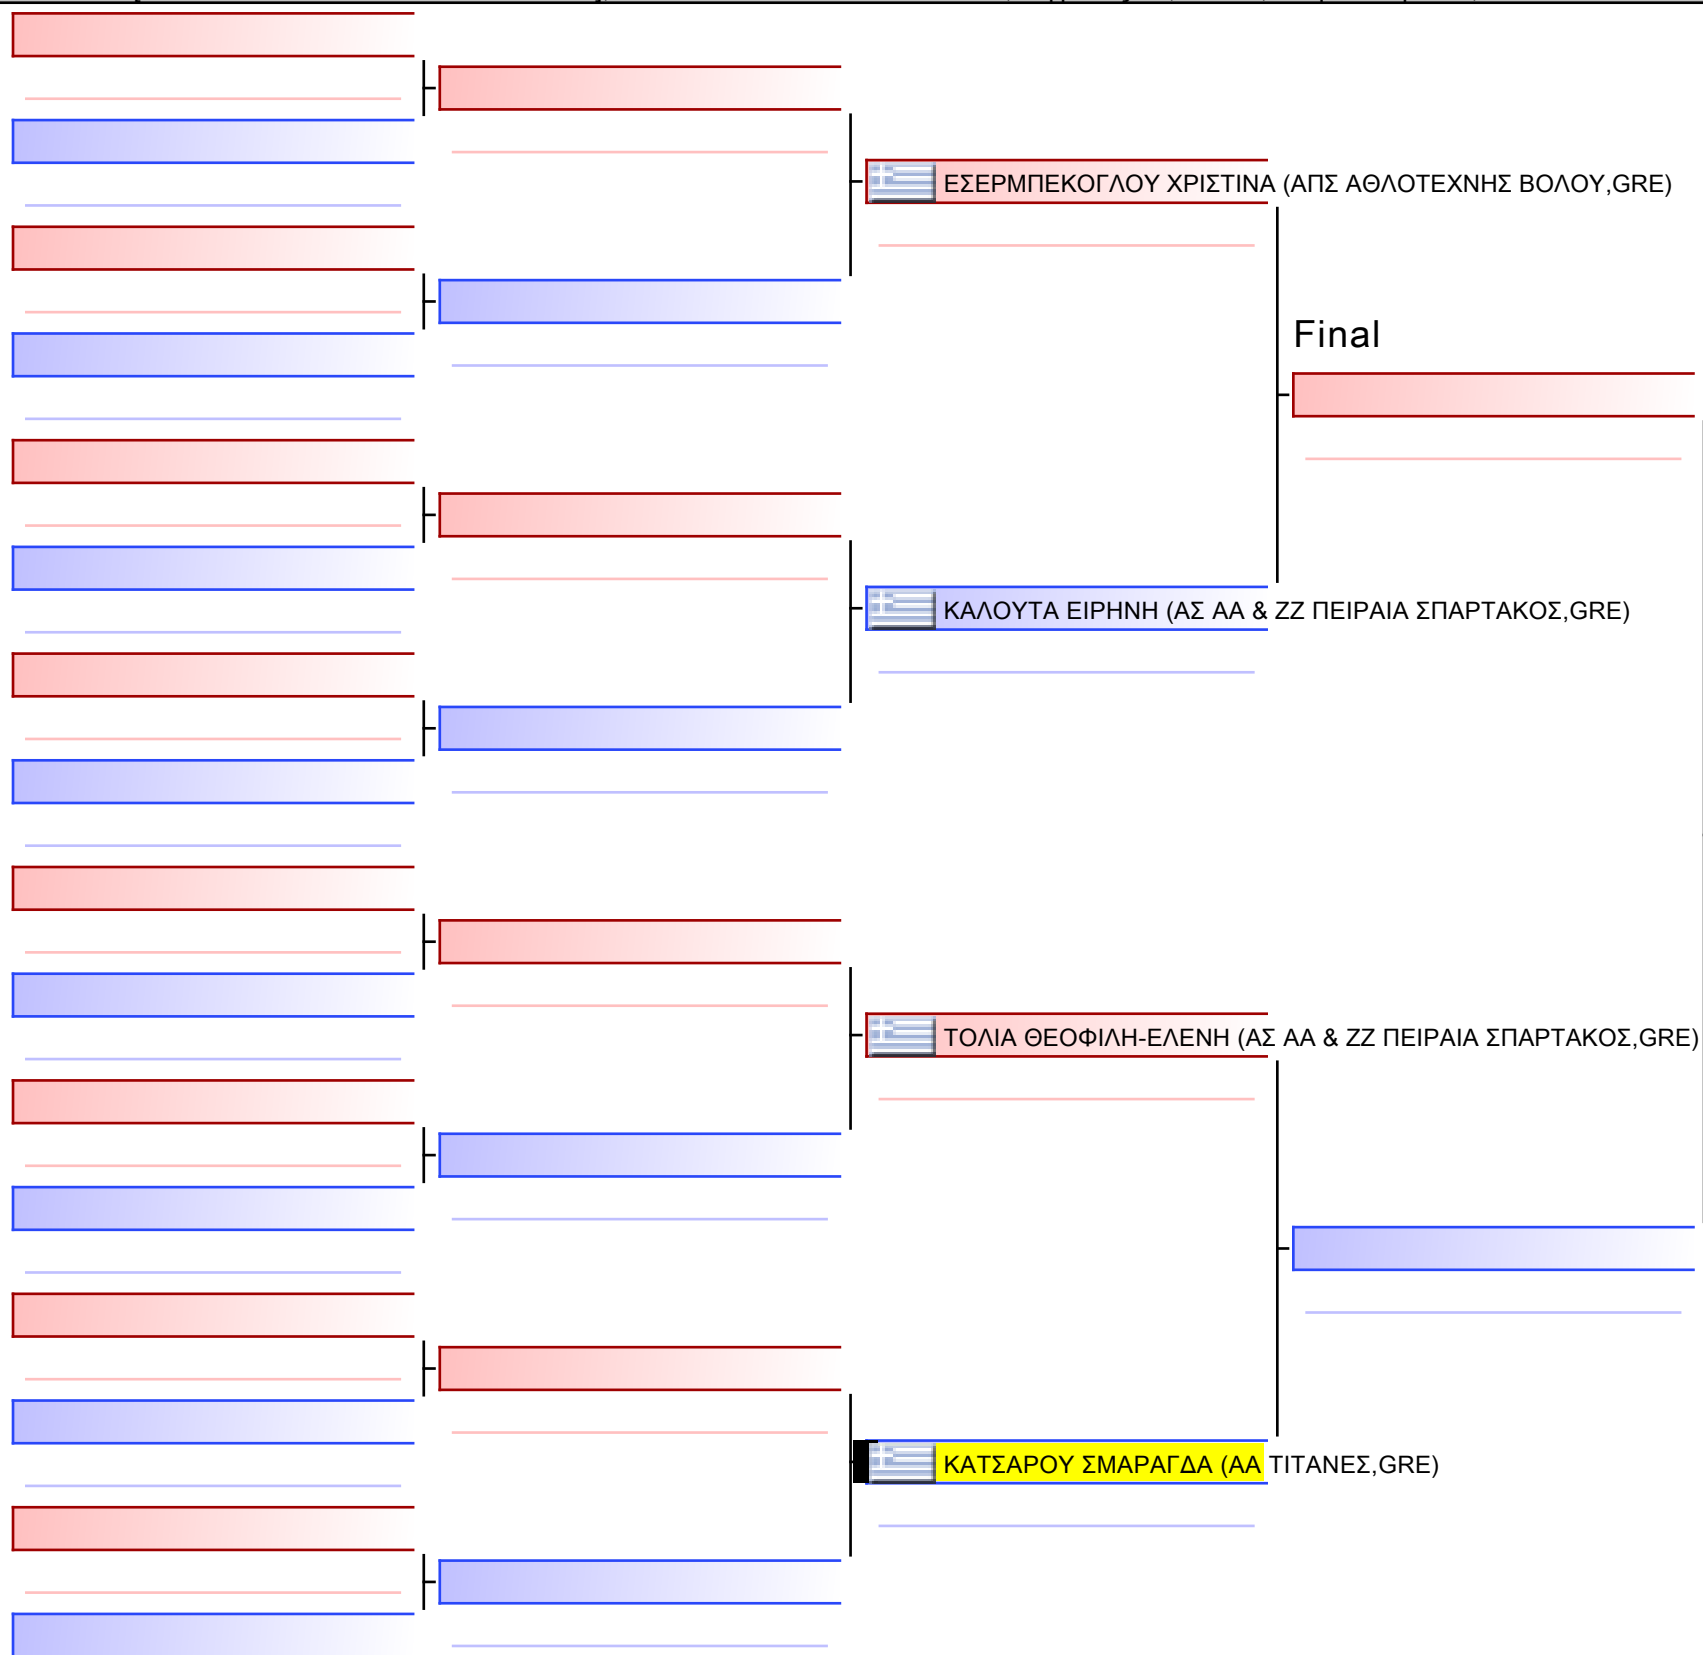 ΕΣΕΡΜΠΕΚΟΓΛΟΥ ΧΡΙΣΤΙΝΑ (ΑΠΣ ΑΘΛΟΤΕΧΝΗΣ ΒΟΛΟΥ,GRE)
Final
ΚΑΛΟΥΤΑ ΕΙΡΗΝΗ (ΑΣ ΑΑ & ΖΖ ΠΕΙΡΑΙΑ ΣΠΑΡΤΑΚΟΣ,GRE)
ΤΟΛΙΑ ΘΕΟΦΙΛΗ-ΕΛΕΝΗ (ΑΣ ΑΑ & ΖΖ ΠΕΙΡΑΙΑ ΣΠΑΡΤΑΚΟΣ,GRE)
ΚΑΤΣΑΡΟΥ ΣΜΑΡΑΓΔΑ (ΑΑ ΤΙΤΑΝΕΣ,GRE)